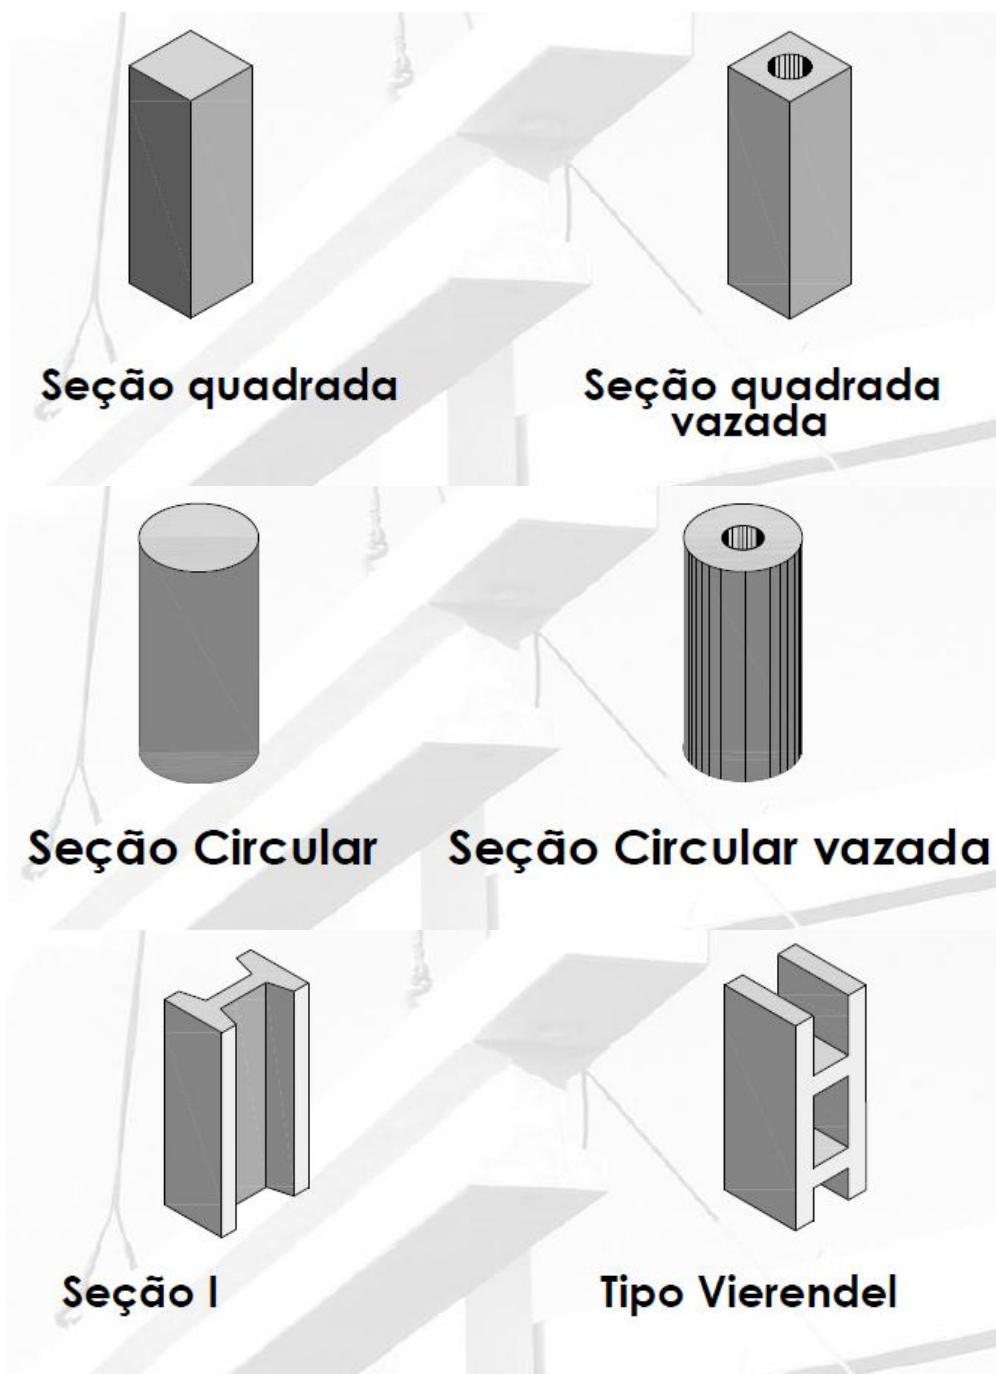 Seção quadrada
Seção quadrada
vazada
Seção Circular
Seção Circular vazada
Seção I
Tipo Vierendel